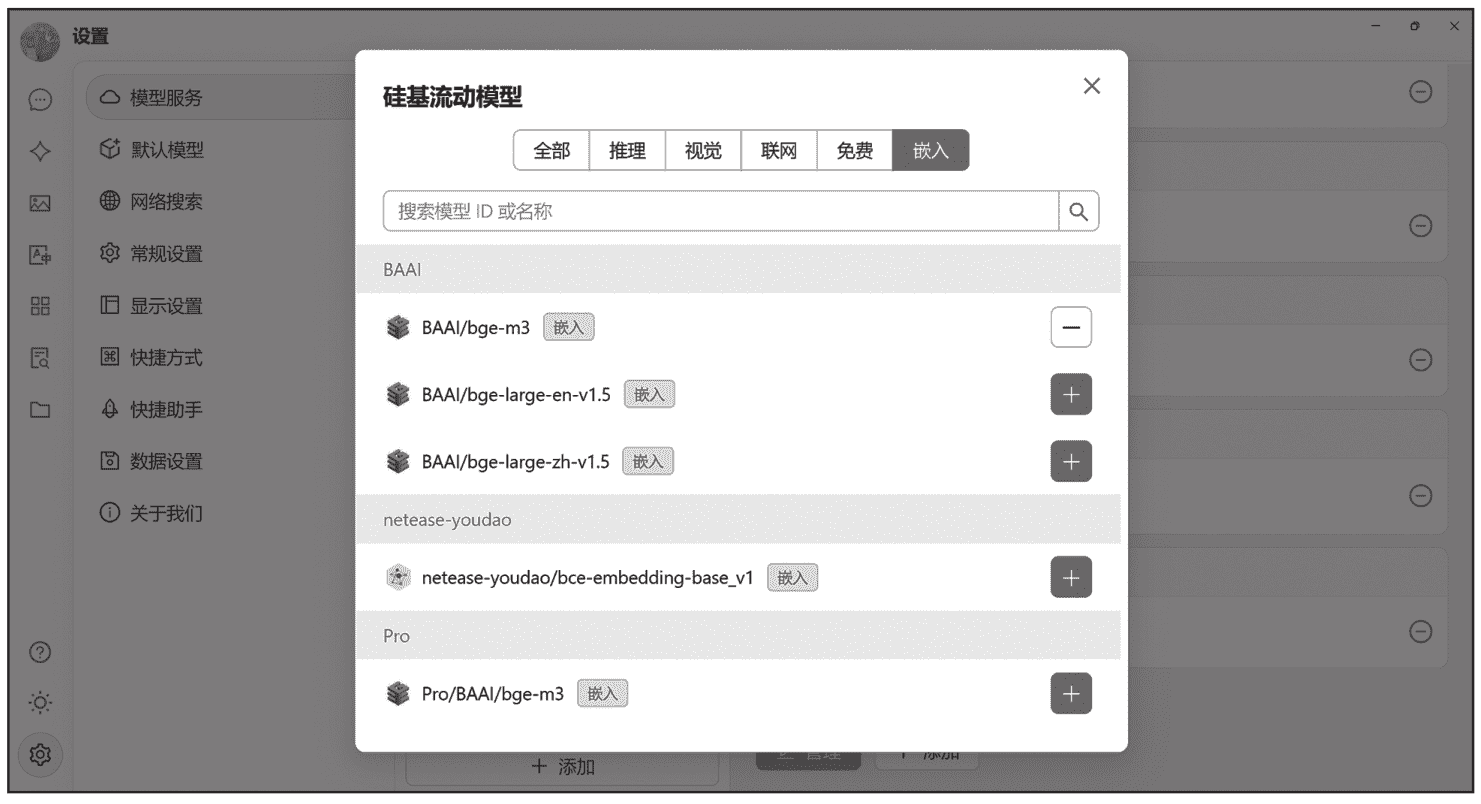 设置
模型服务
默认模型
网络搜索
常规设置
显示设置
快捷方式
快捷助手
数据设置
关于我们
硅基流动模型
全部 推理 视觉 联网 免费 嵌入
搜索模型 ID 或名称
BAAI
BAAI/bge-m3 嵌入
BAAI/bge-large-en-v1.5 嵌入
BAAI/bge-large-zh-v1.5 嵌入
netease-youdao
netease-youdao/bce-embedding-base_v1 嵌入
Pro
Pro/BAAI/bge-m3 嵌入
添加
管理 添加